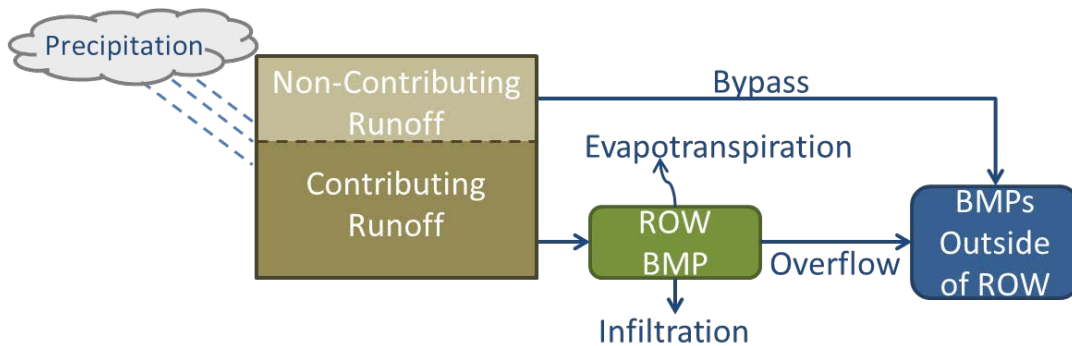 Precipitation
Non-Contributing
Runoff
Bypass
Evapotranspiration
Contributing
Runoff
ROW
BMP
Overflow
BMPs
Outside
of ROW
Infiltration